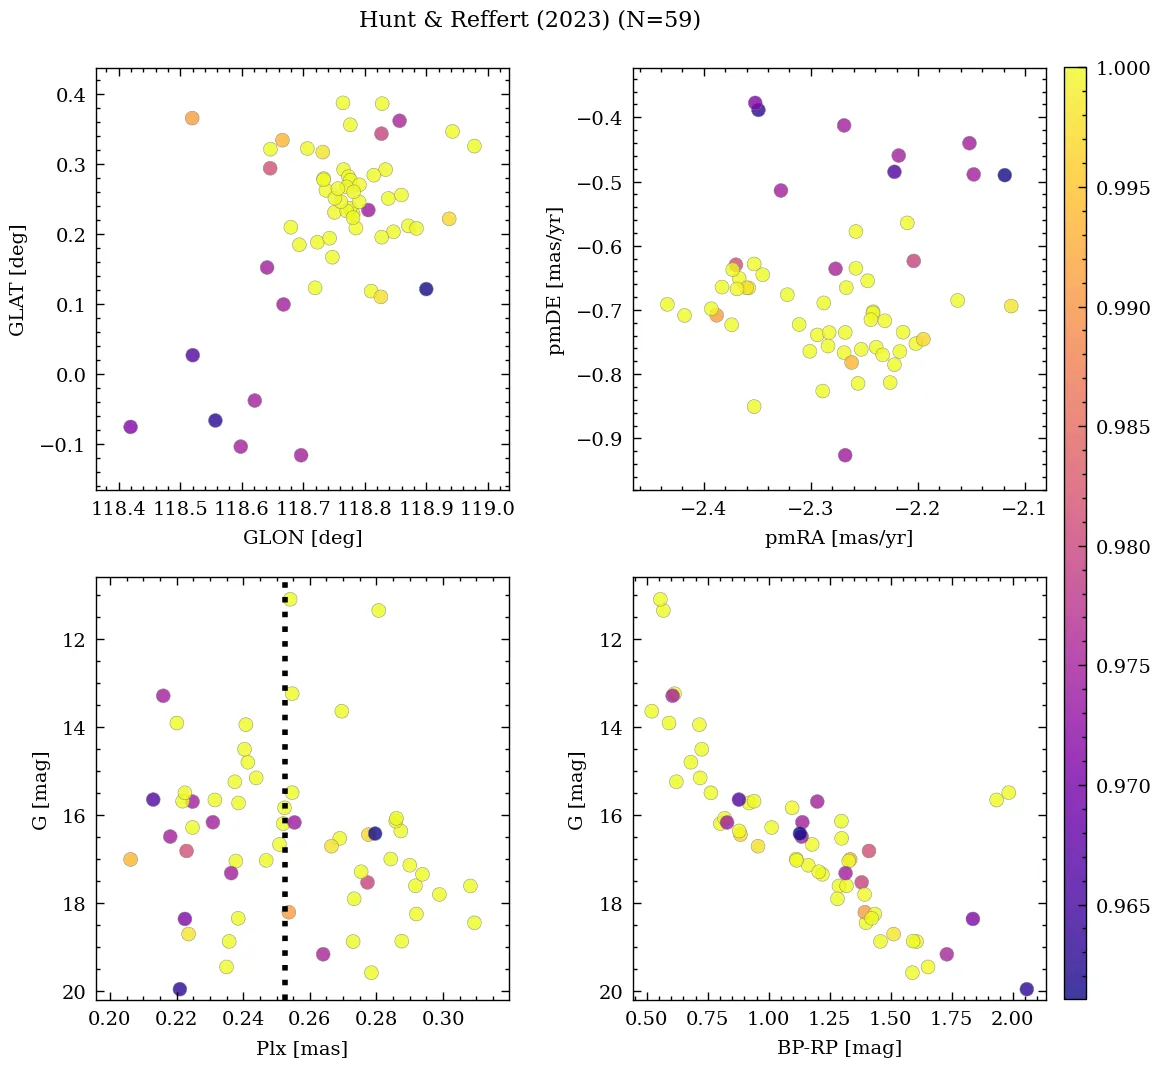 Hunt & Reffert (2023) (N=59)
0.4
0.3
0.2
0.1
0.0
−0.1
GLAT [deg]
118.4 118.5 118.6 118.7 118.8 118.9 119.0
GLON [deg]
−0.4
−0.5
−0.6
−0.7
−0.8
−0.9
pmDE [mas/yr]
−2.4 −2.3 −2.2 −2.1
pmRA [mas/yr]
12
14
16
18
20
G [mag]
0.20 0.22 0.24 0.26 0.28 0.30
Plx [mas]
12
14
16
18
20
G [mag]
0.50 0.75 1.00 1.25 1.50 1.75 2.00
BP-RP [mag]
1.000
0.995
0.990
0.985
0.980
0.975
0.970
0.965